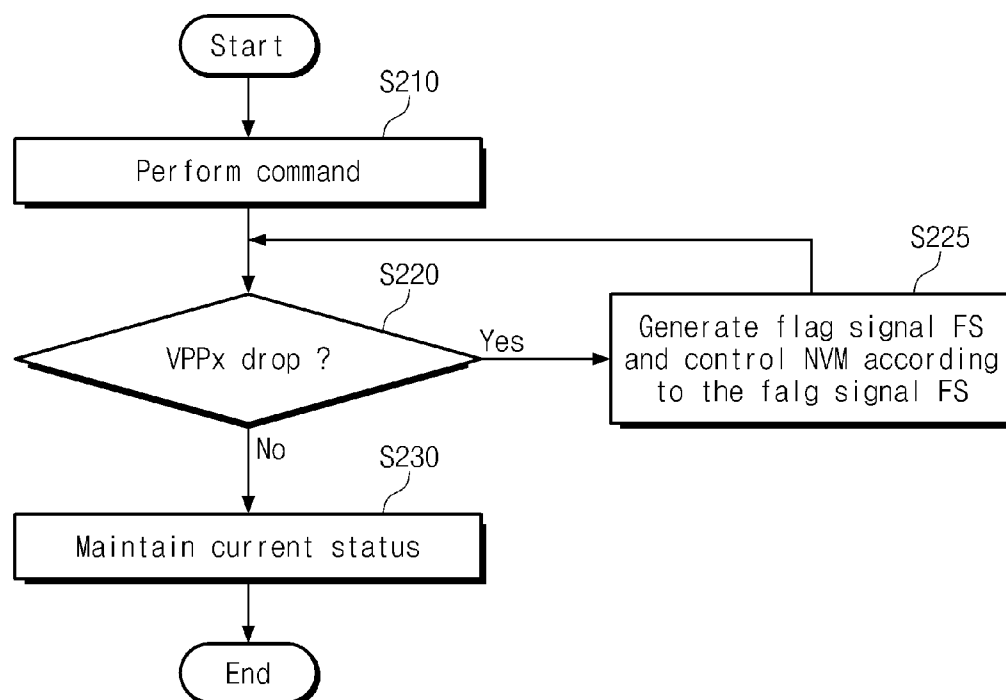 Start
S210
Perform command
S225
S220
VPPx drop ?
Yes
Generate flag signal FS
and control NVM according
to the falg signal FS
No
S230
Maintain current status
End